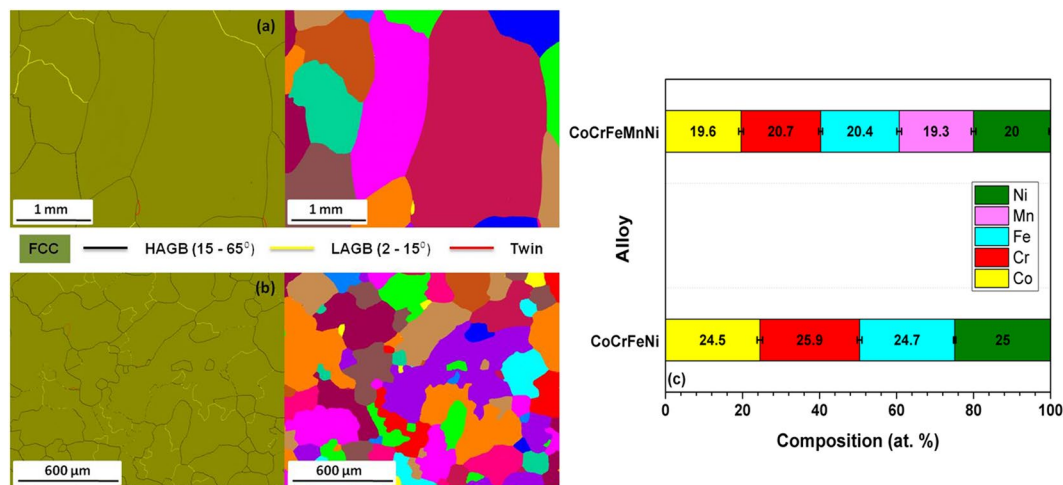 (a)
1 mm
1 mm
FCC
HAGB (15 - 65⁰)
LAGB (2 - 15⁰)
Twin
(b)
600 µm
600 µm
CoCrFeMnNi
19.6
20.7
20.4
19.3
20
Ni
Mn
Fe
Cr
Co
Alloy
CoCrFeNi
24.5
25.9
24.7
25
(c)
0
20
40
60
80
100
Composition (at. %)